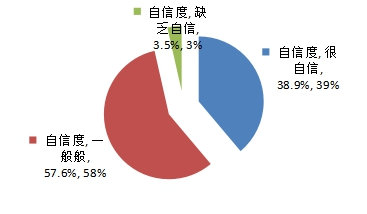 自信度, 缺
乏自信,
3.5%, 3%
自信度, 很
自信,
38.9%, 39%
自信度, 一
般般,
57.6%, 58%